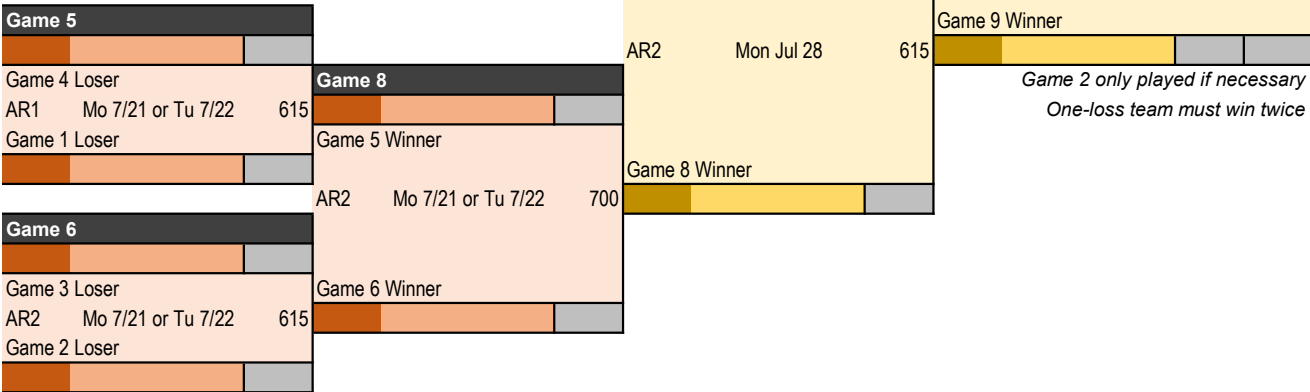 Game 5
Game 4 Loser
AR1 Mo 7/21 or Tu 7/22 615
Game 1 Loser
Game 6
Game 3 Loser
AR2 Mo 7/21 or Tu 7/22 615
Game 2 Loser
Game 8
Game 5 Winner
AR2 Mo 7/21 or Tu 7/22 700
Game 6 Winner
AR2 Mon Jul 28 615
Game 8 Winner
Game 9 Winner
Game 2 only played if necessary
One-loss team must win twice